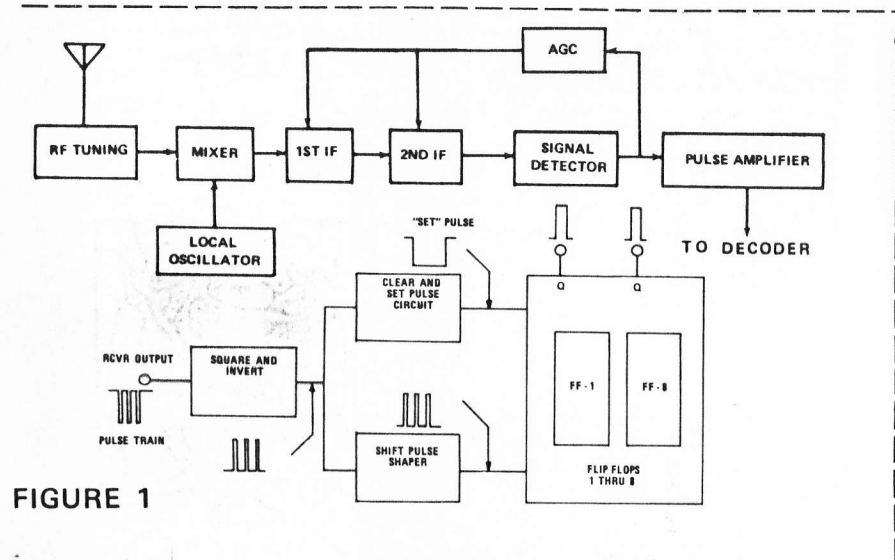 AGC
RF TUNING
MIXER
1ST IF
2ND IF
SIGNAL
DETECTOR
PULSE AMPLIFIER
LOCAL
OSCILLATOR
"SET" PULSE
TO DECODER
CLEAR AND
SET PULSE
CIRCUIT
Q
Q
RCVR OUTPUT
SQUARE AND
INVERT
FF-1
FF-8
PULSE TRAIN
SHIFT PULSE
SHAPER
FLIP FLOPS
1 THRU 8
FIGURE 1